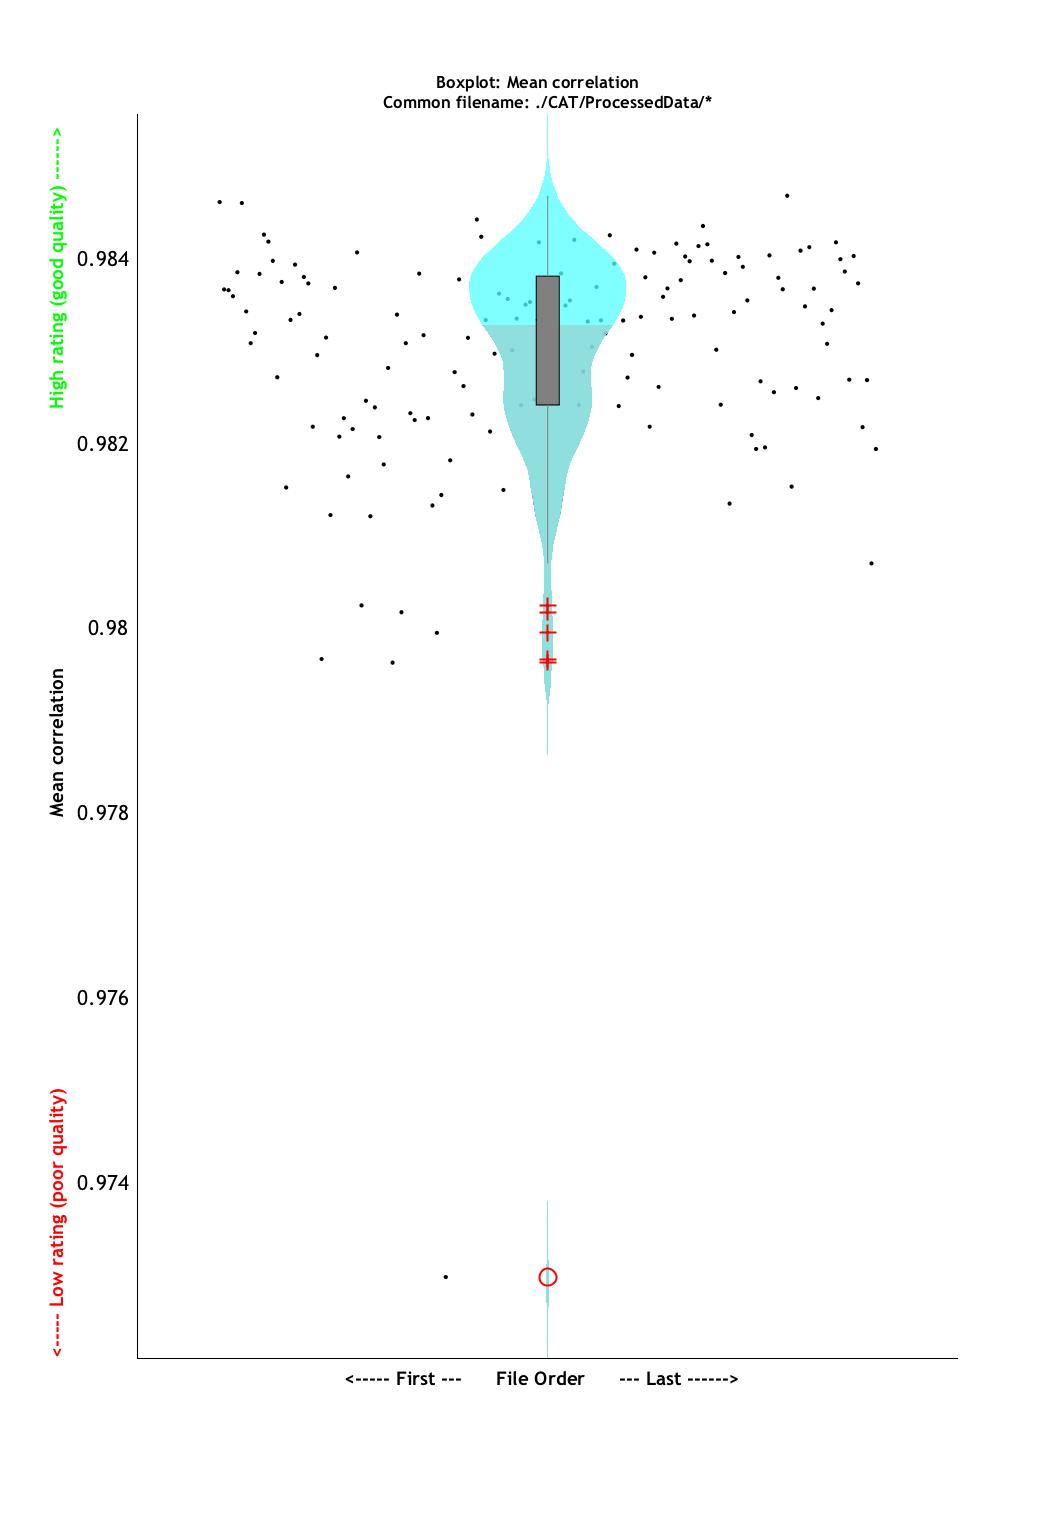 Boxplot: Mean correlation
Common filename: ./CAT/ProcessedData/*
High rating (good quality) ------>
Mean correlation
<----- Low rating (poor quality)
0.984
0.982
0.98
0.978
0.976
0.974
<----- First --- File Order --- Last ------>